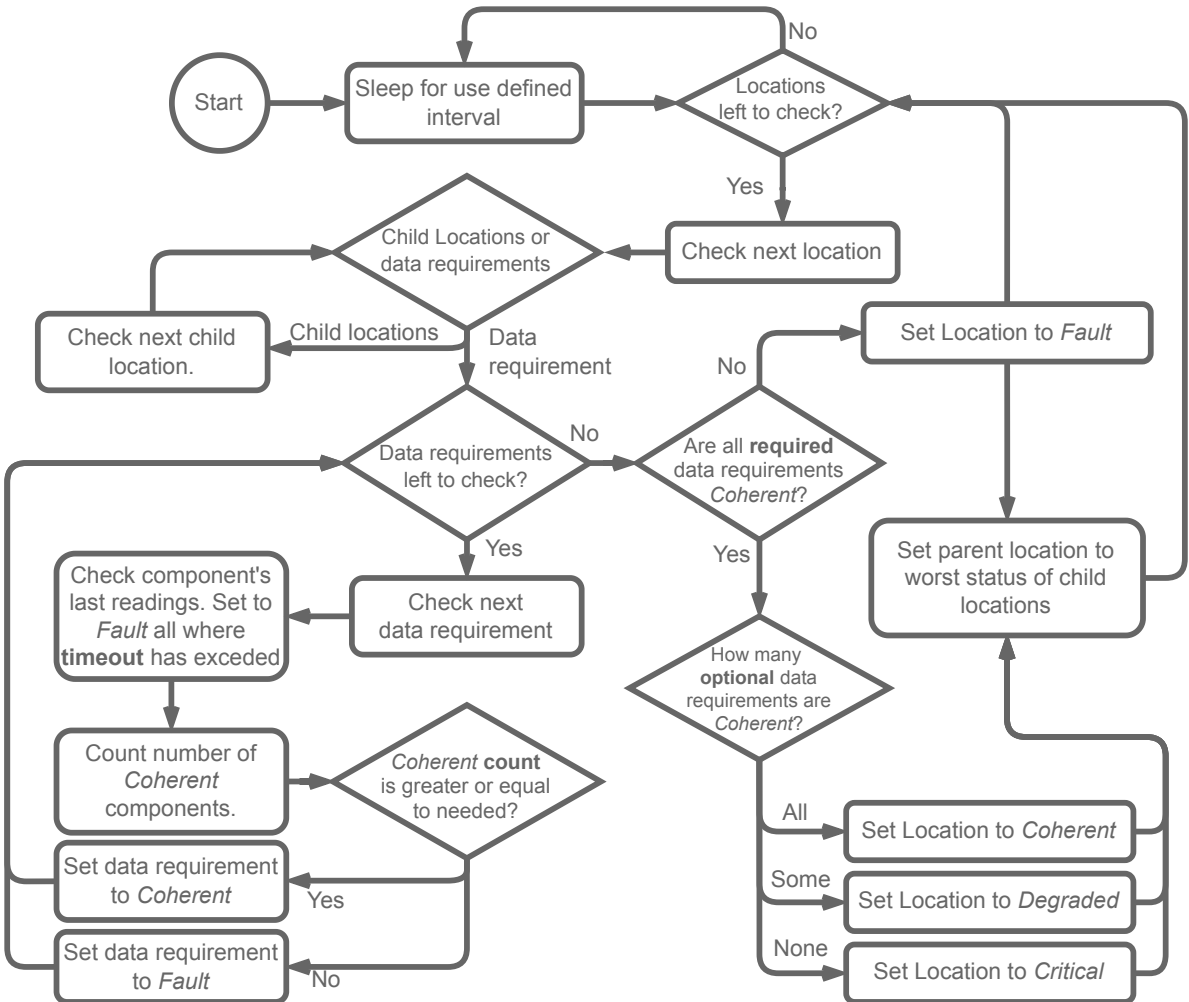 No
Start
Sleep for use defined
interval
Locations
left to check?
Yes
Child Locations or
data requirements
Check next location
Check next child
location.
Child locations
Data
requirement
Set Location to Fault
No
Data requirements
left to check?
No
Are all required
data requirements
Coherent?
Yes
Yes
Set parent location to
worst status of child
locations
Check component's
last readings. Set to
Fault all where
timeout has exceded
Check next
data requirement
How many
optional data
requirements are
Coherent?
Count number of
Coherent
components.
Coherent count
is greater or equal
to needed?
All
Set Location to Coherent
Set data requirement
to Coherent
Yes
Some
Set Location to Degraded
Set data requirement
to Fault
No
None
Set Location to Critical